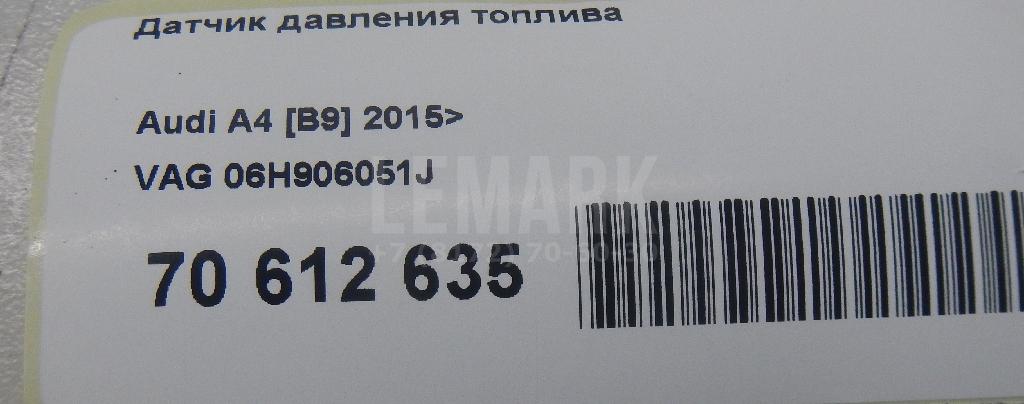 Датчик давления топлива
Audi A4 [B9] 2015>
VAG 06H906051J
LEMARK
70 612 635